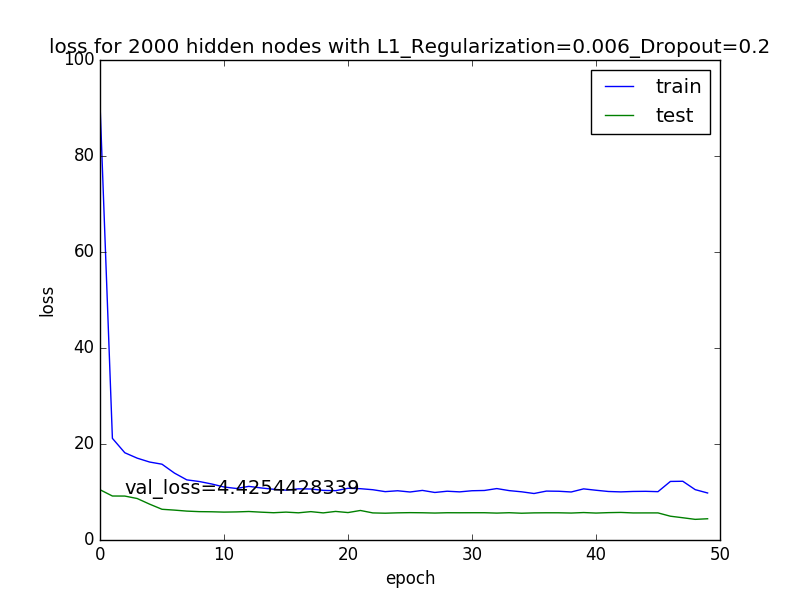 loss for 2000 hidden nodes with L1_Regularization=0.006_Dropout=0.2
100
80
60
40
20
0
loss
train
test
val_loss=4.4254428339
0 10 20 30 40 50
epoch